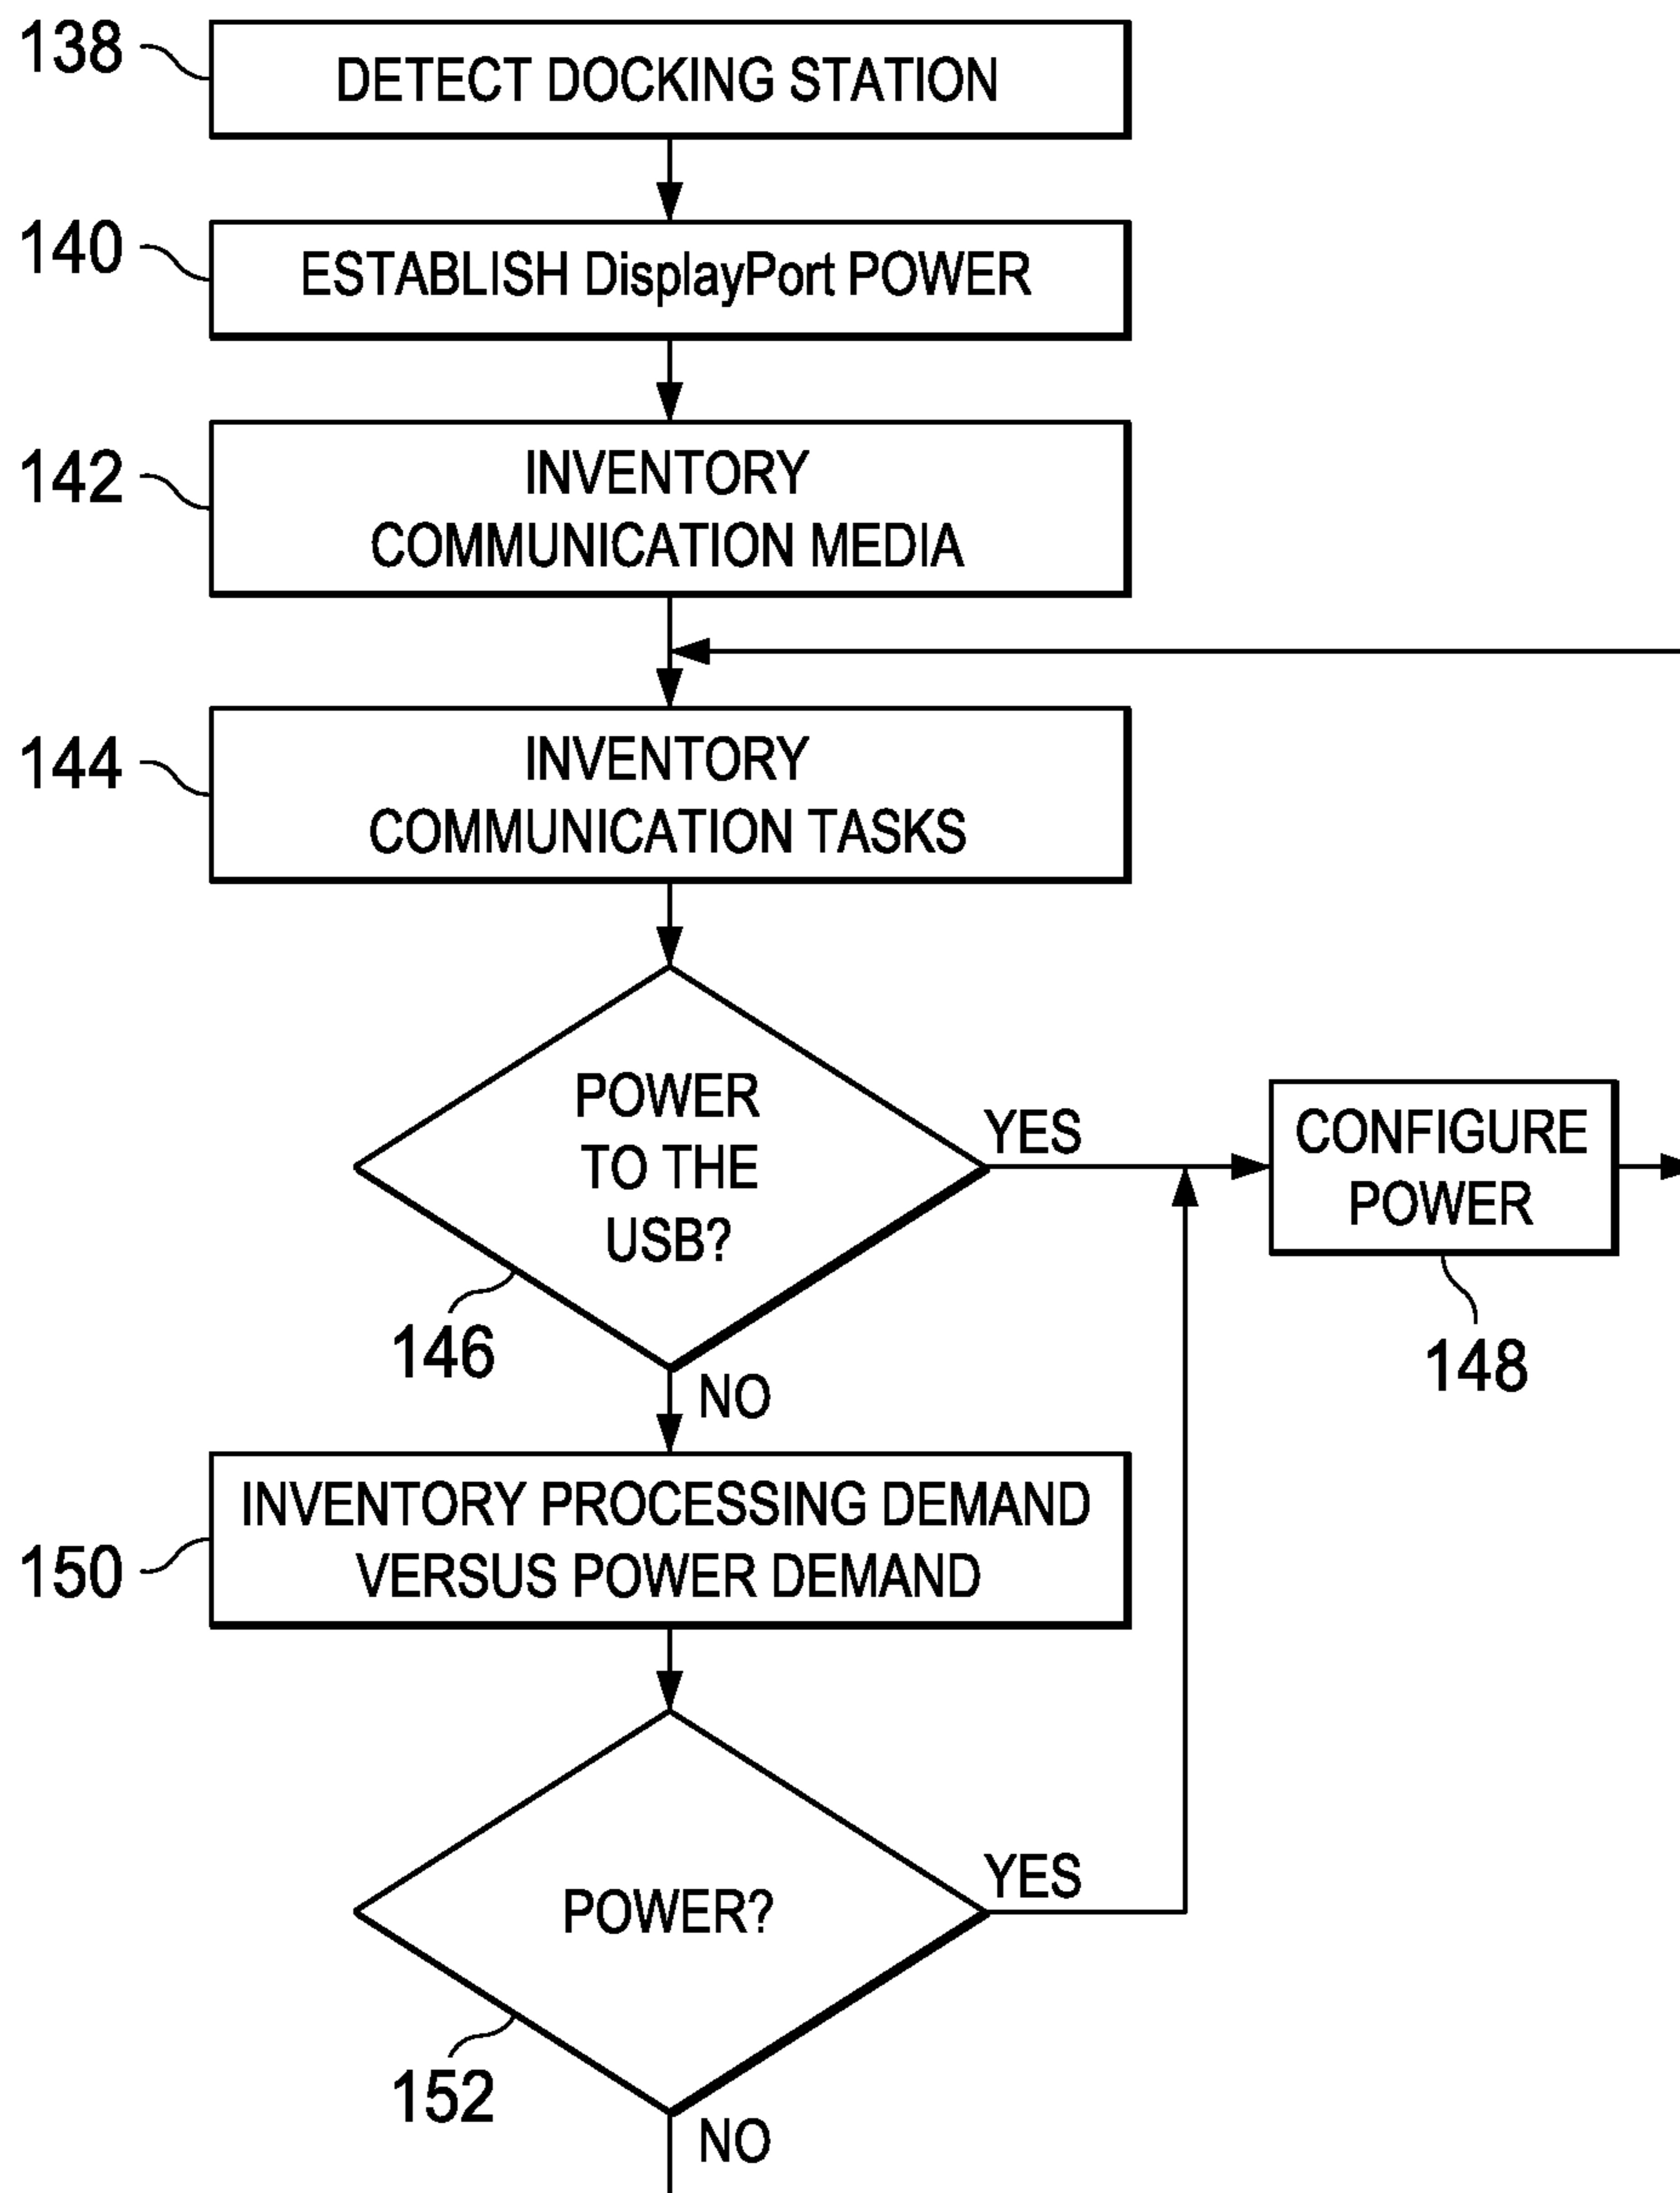 138
DETECT DOCKING STATION
140
ESTABLISH DisplayPort POWER
142
INVENTORY
COMMUNICATION MEDIA
144
INVENTORY
COMMUNICATION TASKS
POWER
TO THE
USB?
YES
146
NO
CONFIGURE
POWER
148
150
INVENTORY PROCESSING DEMAND
VERSUS POWER DEMAND
POWER?
YES
152
NO